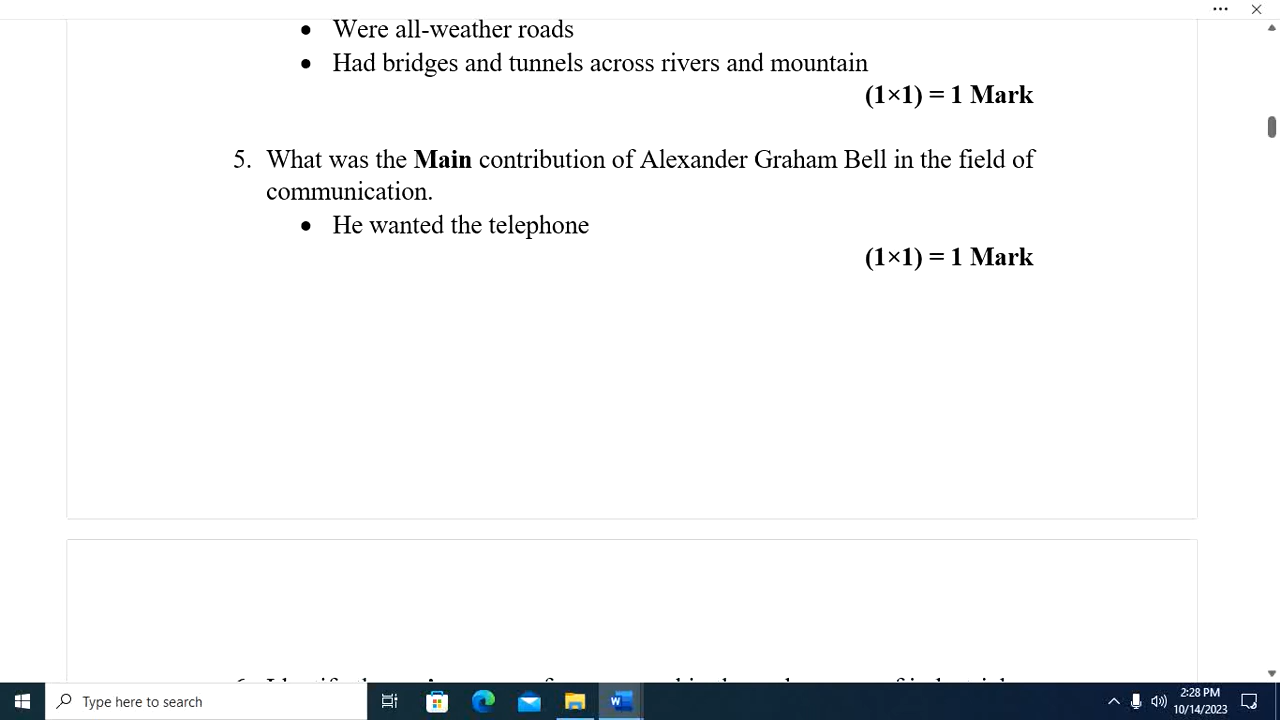 • Were all-weather roads
• Had bridges and tunnels across rivers and mountain
(1×1) = 1 Mark
5. What was the Main contribution of Alexander Graham Bell in the field of
communication.
• He wanted the telephone
(1×1) = 1 Mark
Type here to search
2:28 PM
10/14/2023